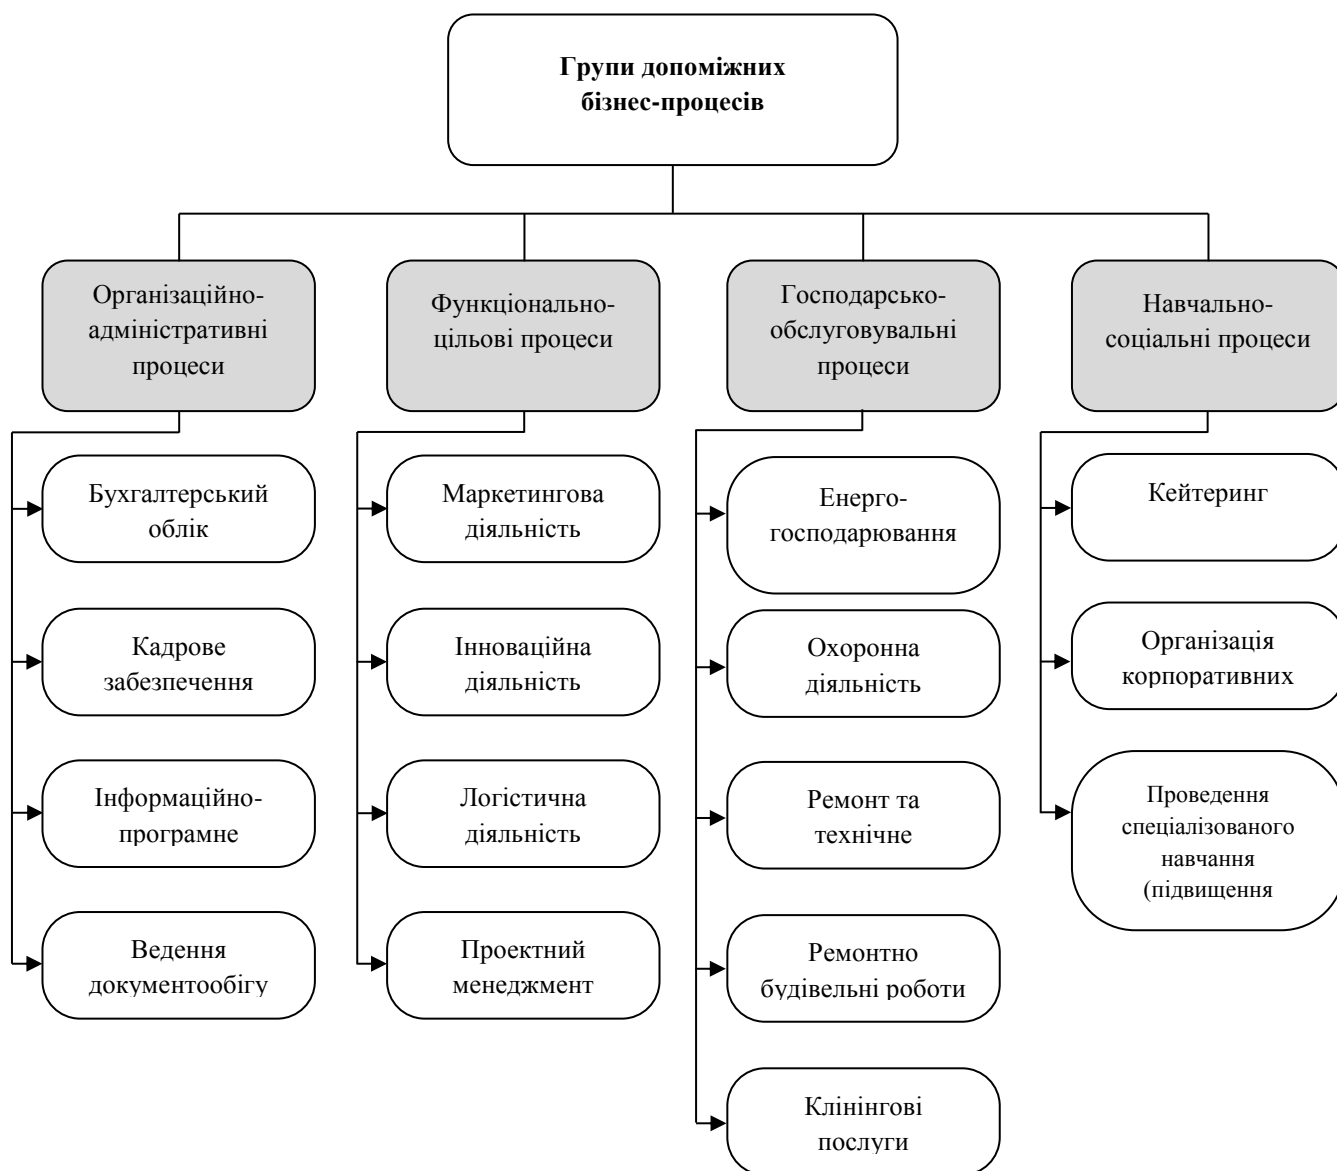 Групи допоміжних
бізнес-процесів
Організаційно-
адміністративні
процеси
Функціонально-
цільові процеси
Господарсько-
обслуговувальні
процеси
Навчально-
соціальні процеси
Бухгалтерський
облік
Кадрове
забезпечення
Інформаційно-
програмне
Ведення
документообігу
Маркетингова
діяльність
Інноваційна
діяльність
Логістична
діяльність
Проектний
менеджмент
Енерго-
господарювання
Охоронна
діяльність
Ремонт та
технічне
Ремонтно
будівельні роботи
Клінінгові
послуги
Кейтеринг
Організація
корпоративних
Проведення
спеціалізованого
навчання
(підвищення